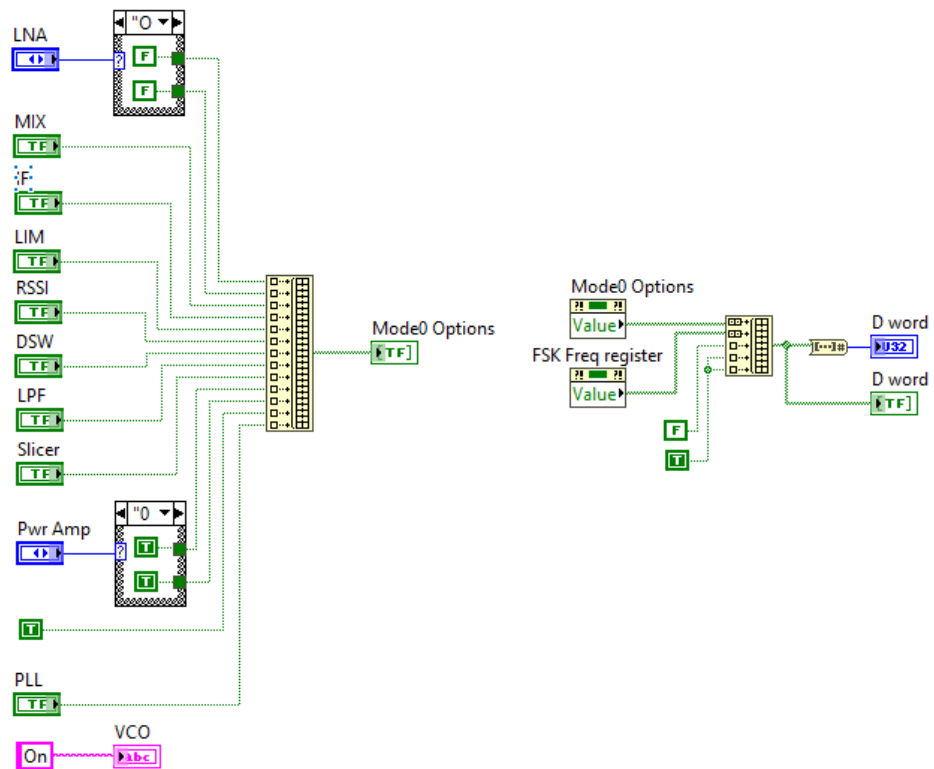 LNA
"O
?
F
F
MIX
TF
F
TF
LIM
TF
RSSI
TF
DSW
TF
LPF
TF
Slicer
TF
Pwr Amp
"0
?
T
T
T
PLL
TF
VCO
On
abc
Mode0 Options
TF
Mode0 Options
?! ?!
Value
FSK Freq register
?! ?!
Value
F
T
[...]#
D word
U32
D word
TF